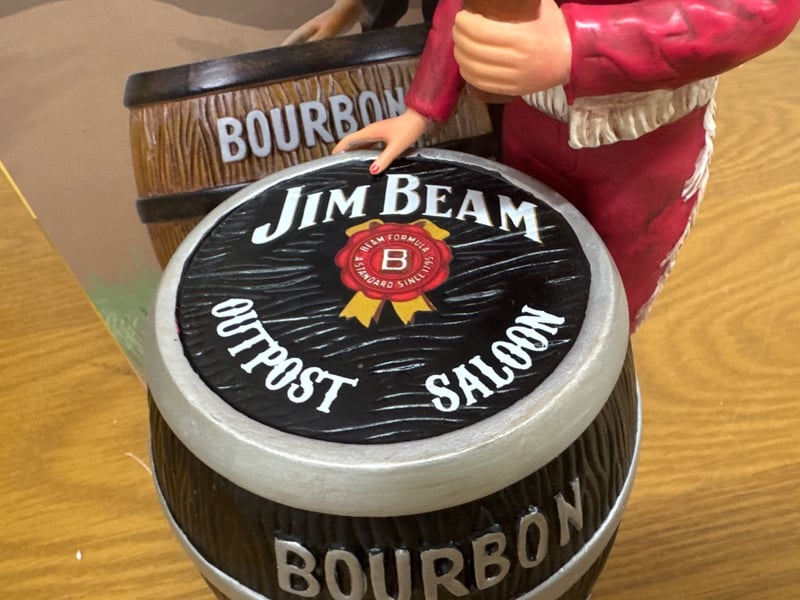 BOURBON
JIM BEAM
BEAM FORMULA
B
A STANDARD SINCE 1795
OUTPOST
SALOON
BOURBON